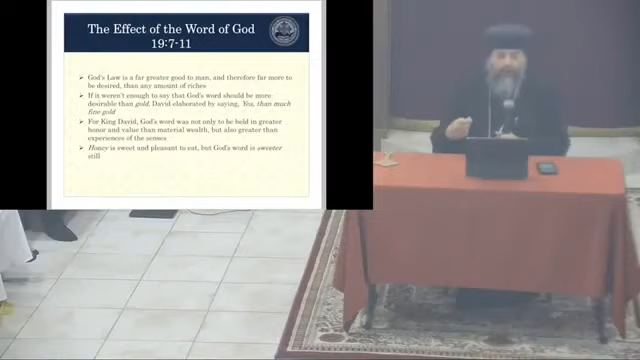 The Effect of the Word of God
19:7-11
God's Law is a far greater good to man, and therefore far more to
be desired, than any amount of riches
If it weren't enough to say that God's word should be more
desirable than gold, David elaborated by saying, Yea, than much
fine gold
For King David, God's word was not only to be held in greater
honor and value than material wealth, but also greater than
experiences of the senses
Honey is sweet and pleasant to eat, but God's word is sweeter
still